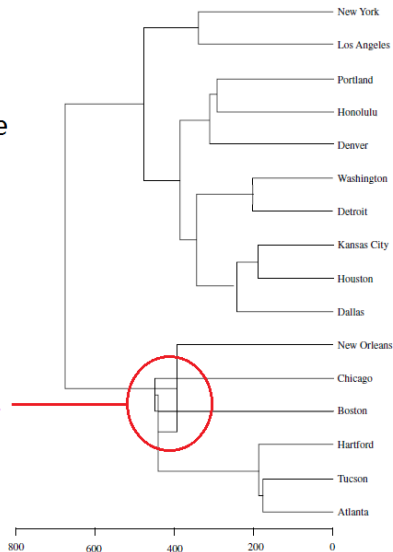 New York
Los Angeles
Portland
e
Honolulu
Denver
Washington
Detroit
Kansas City
Houston
Dallas
New Orleans
Chicago
Boston
Hartford
Tucson
Atlanta
800 600 400 200 0